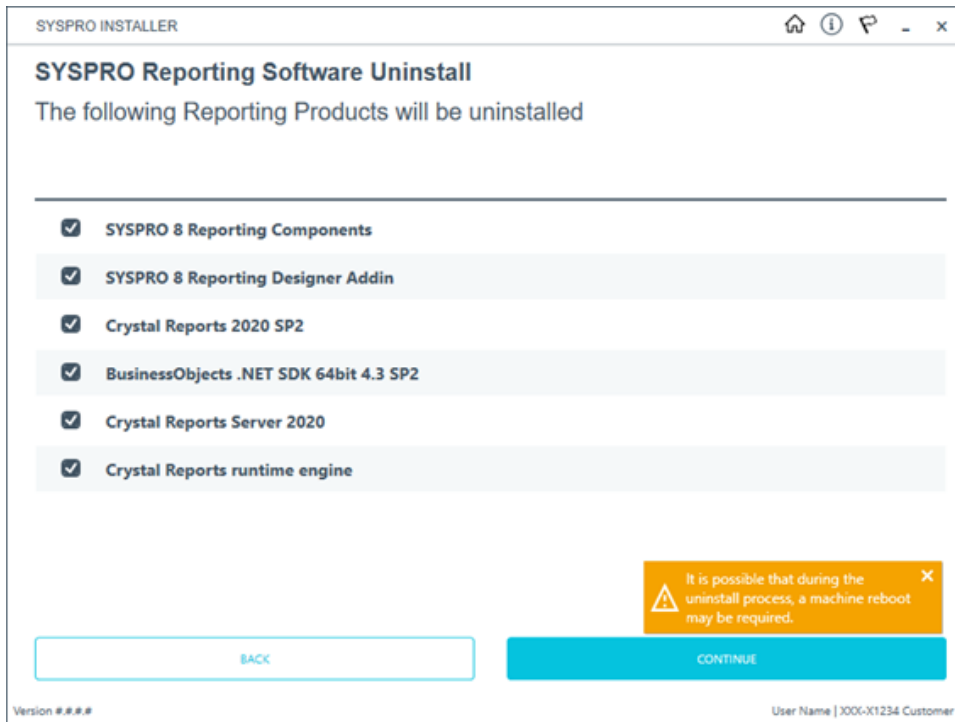 SYSPRO INSTALLER
SYSPRO Reporting Software Uninstall
The following Reporting Products will be uninstalled
SYSPRO 8 Reporting Components
SYSPRO 8 Reporting Designer Addin
Crystal Reports 2020 SP2
BusinessObjects .NET SDK 64bit 4.3 SP2
Crystal Reports Server 2020
Crystal Reports runtime engine
It is possible that during the
uninstall process, a machine reboot
may be required.
BACK
CONTINUE
Version #.#.#.#
User Name | XXX-X1234 Customer